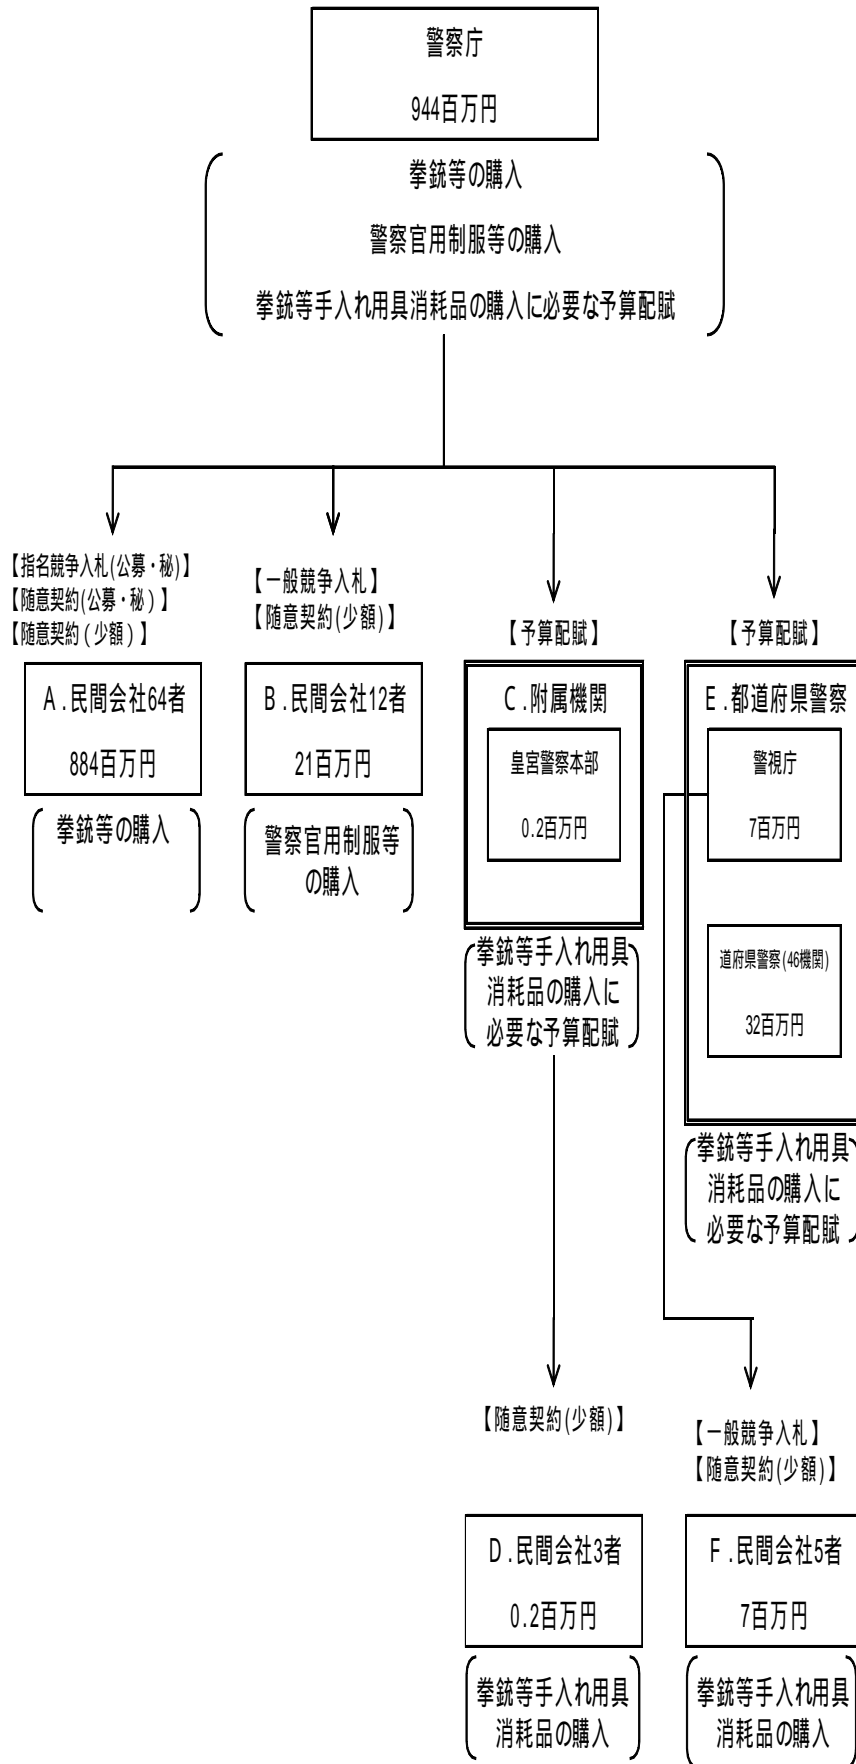 警察庁
944百万円
拳銃等の購入
警察官用制服等の購入
拳銃等手入れ用具消耗品の購入に必要な予算配賦
【指名競争入札(公募・秘)】
【随意契約(公募・秘)】
【随意契約(少額)】
A.民間会社64者
884百万円
拳銃等の購入
【一般競争入札】
【随意契約(少額)】
B.民間会社12者
21百万円
警察官用制服等
の購入
【予算配賦】
C.附属機関
皇宮警察本部
0.2百万円
拳銃等手入れ用具
消耗品の購入に
必要な予算配賦
【予算配賦】
E.都道府県警察
警視庁
7百万円
道府県警察(46機関)
32百万円
拳銃等手入れ用具
消耗品の購入に
必要な予算配賦
【随意契約(少額)】
D.民間会社3者
0.2百万円
拳銃等手入れ用具
消耗品の購入
【一般競争入札】
【随意契約(少額)】
F.民間会社5者
7百万円
拳銃等手入れ用具
消耗品の購入